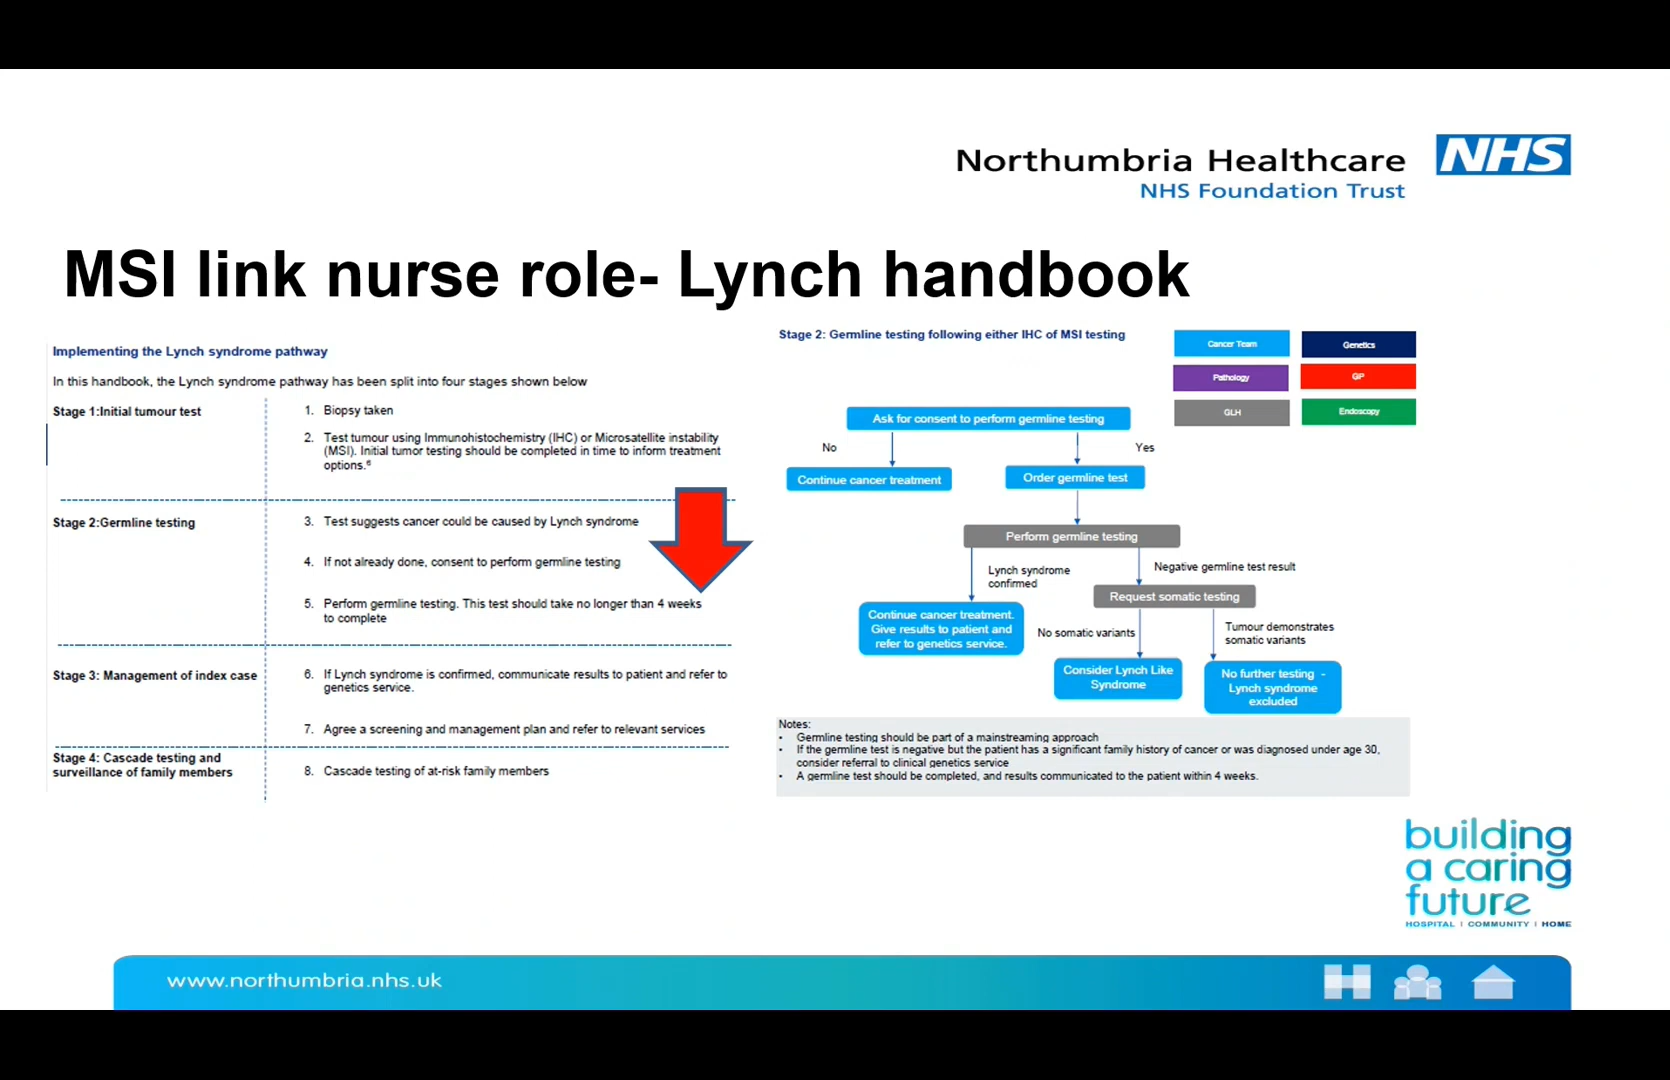 Northumbria Healthcare
NHS Foundation Trust
NHS
MSI link nurse role- Lynch handbook
Implementing the Lynch syndrome pathway
In this handbook, the Lynch syndrome pathway has been split into four stages shown below
Stage 1:Initial tumour test
1. Biopsy taken
2. Test tumour using Immunohistochemistry (IHC) or Microsatellite instability
(MSI). Initial tumor testing should be completed in time to inform treatment
options.⁶
Stage 2:Germline testing
3. Test suggests cancer could be caused by Lynch syndrome
4. If not already done, consent to perform germline testing
5. Perform germline testing. This test should take no longer than 4 weeks
to complete
Stage 3: Management of index case
6. If Lynch syndrome is confirmed, communicate results to patient and refer to
genetics service.
7. Agree a screening and management plan and refer to relevant services
Stage 4: Cascade testing and
surveillance of family members
8. Cascade testing of at-risk family members
Stage 2: Germline testing following either IHC of MSI testing
Cancer Team
Genetics
Pathology
GP
GLH
Endoscopy
Ask for consent to perform germline testing
No
Yes
Continue cancer treatment
Order germline test
Perform germline testing
Lynch syndrome
confirmed
Negative germline test result
Request somatic testing
Continue cancer treatment.
Give results to patient and
refer to genetics service.
No somatic variants
Tumour demonstrates
somatic variants
Consider Lynch Like
Syndrome
No further testing -
Lynch syndrome
excluded
Notes:
• Germline testing should be part of a mainstreaming approach
• If the germline test is negative but the patient has a significant family history of cancer or was diagnosed under age 30,
consider referral to clinical genetics service
• A germline test should be completed, and results communicated to the patient within 4 weeks.
building
a caring
future
HOSPITAL | COMMUNITY | HOME
www.northumbria.nhs.uk